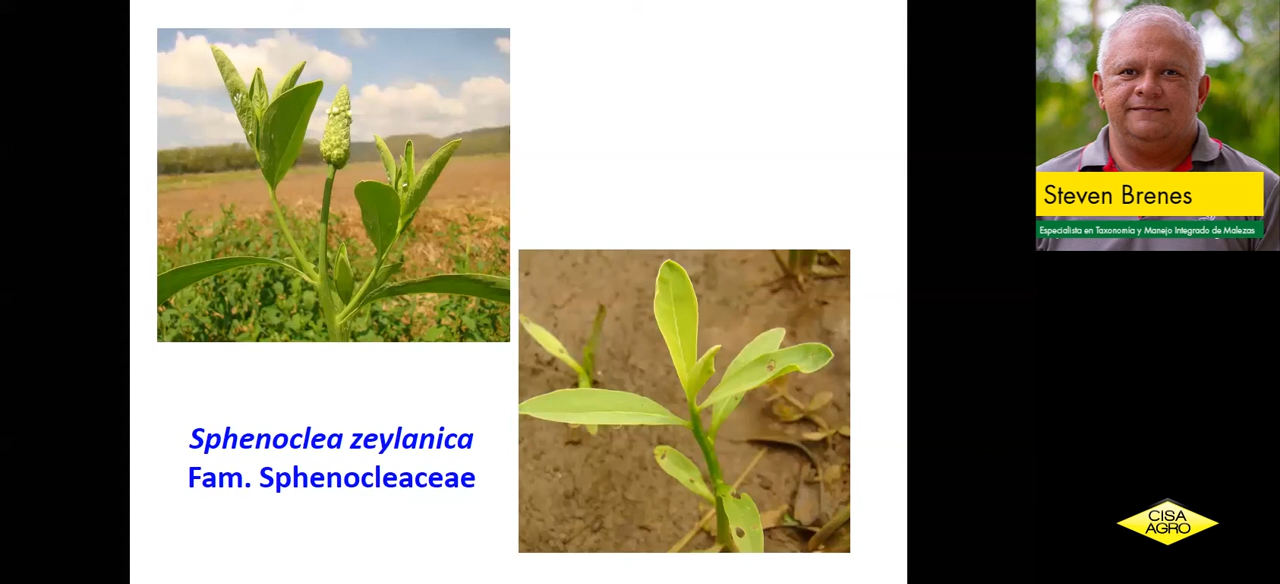 Sphenoclea zeylanica
Fam. Sphenocleaceae
Steven Brenes
Especialista en Taxonomía y Manejo Integrado de Malezas
CISA
AGRO